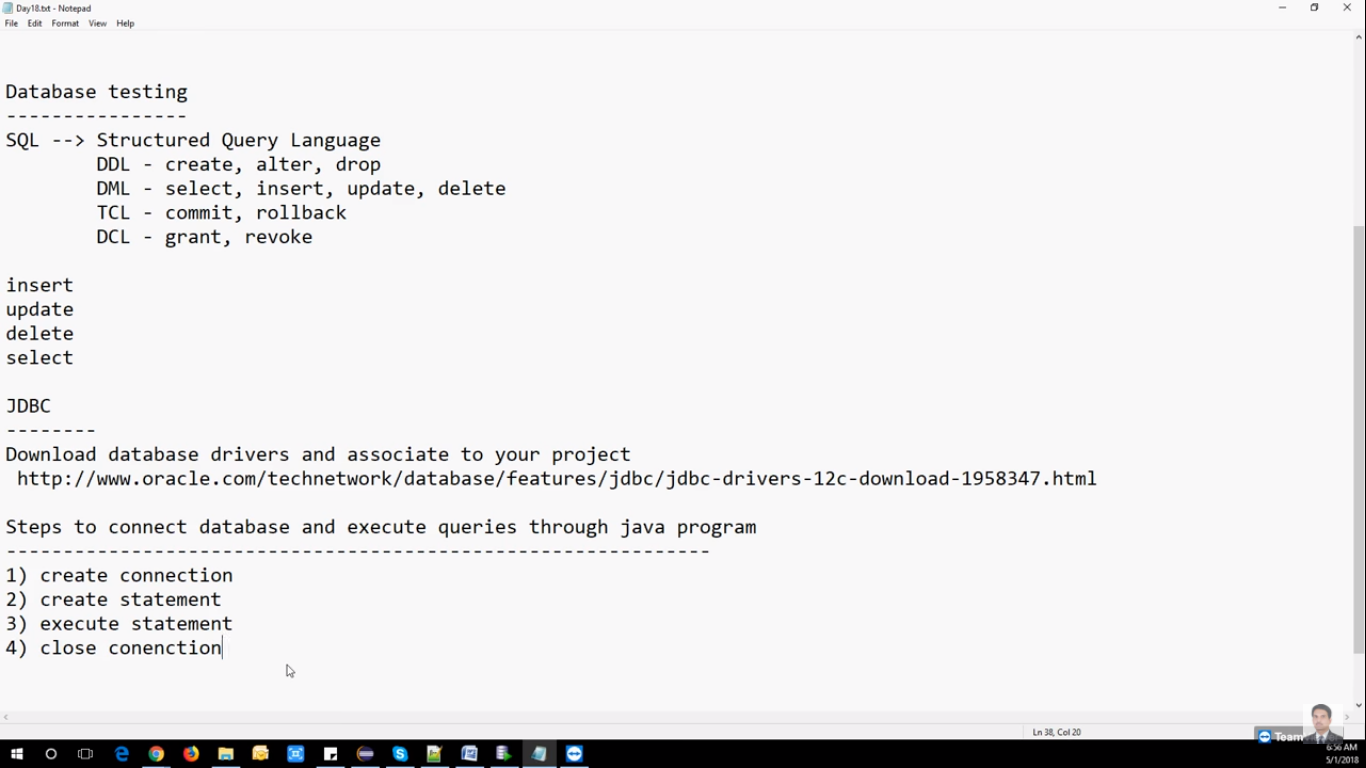 Day18.txt - Notepad
File Edit Format View Help
Database testing
----------------
SQL --> Structured Query Language
DDL - create, alter, drop
DML - select, insert, update, delete
TCL - commit, rollback
DCL - grant, revoke
insert
update
delete
select
JDBC
--------
Download database drivers and associate to your project
http://www.oracle.com/technetwork/database/features/jdbc/jdbc-drivers-12c-download-1958347.html
Steps to connect database and execute queries through java program
--------------------------------------------------------------
1) create connection
2) create statement
3) execute statement
4) close conenction
Ln 38, Col 20
Team
6:56 AM
5/1/2018